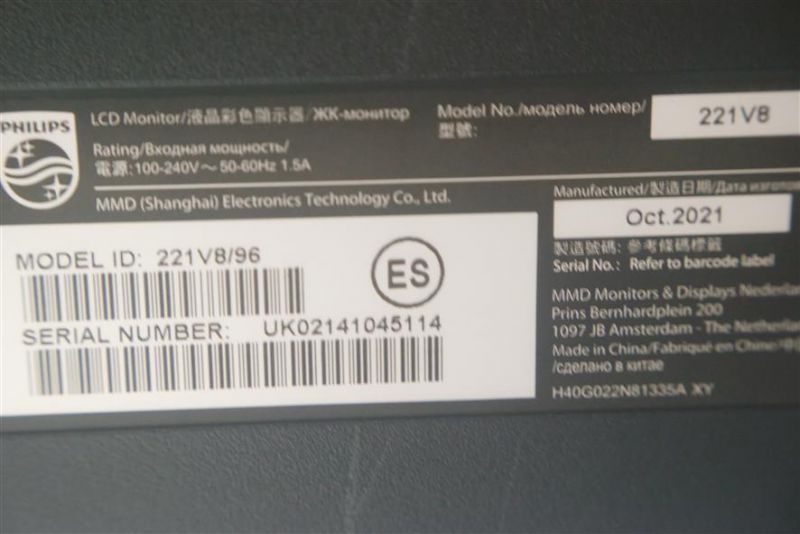 PHILIPS
LCD Monitor/液晶彩色顯示器/ЖК-монитор
Rating/Входная мощность/
電源:100-240V～ 50-60Hz 1.5A
MMD (Shanghai) Electronics Technology Co., Ltd.
Model No./модель номер/
型號:
221V8
Manufactured/製造日期/Дата
Oct.2021
製造號碼: 參考條碼標籤
Serial No.: Refer to barcode label
MMD Monitors & Displays
Prins Bernhardplein 200
1097 JB Amsterdam - The
Made in China/Fabriqué en Chine/
/сделано в китае
H40G022N81335A XY
MODEL ID: 221V8/96
ES
SERIAL NUMBER: UK02141045114